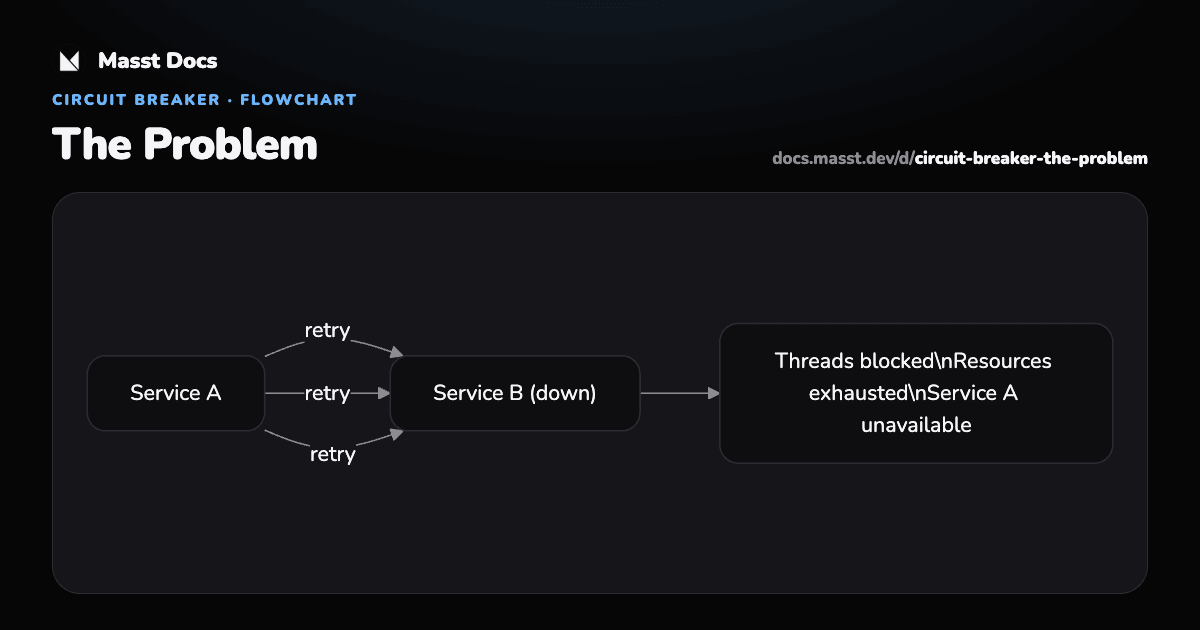 Masst Docs
CIRCUIT BREAKER · FLOWCHART
The Problem
docs.masst.dev/d/circuit-breaker-the-problem
retry
Service A
retry
Service B (down)
retry
Threads blocked\nResources
exhausted\nService A
unavailable